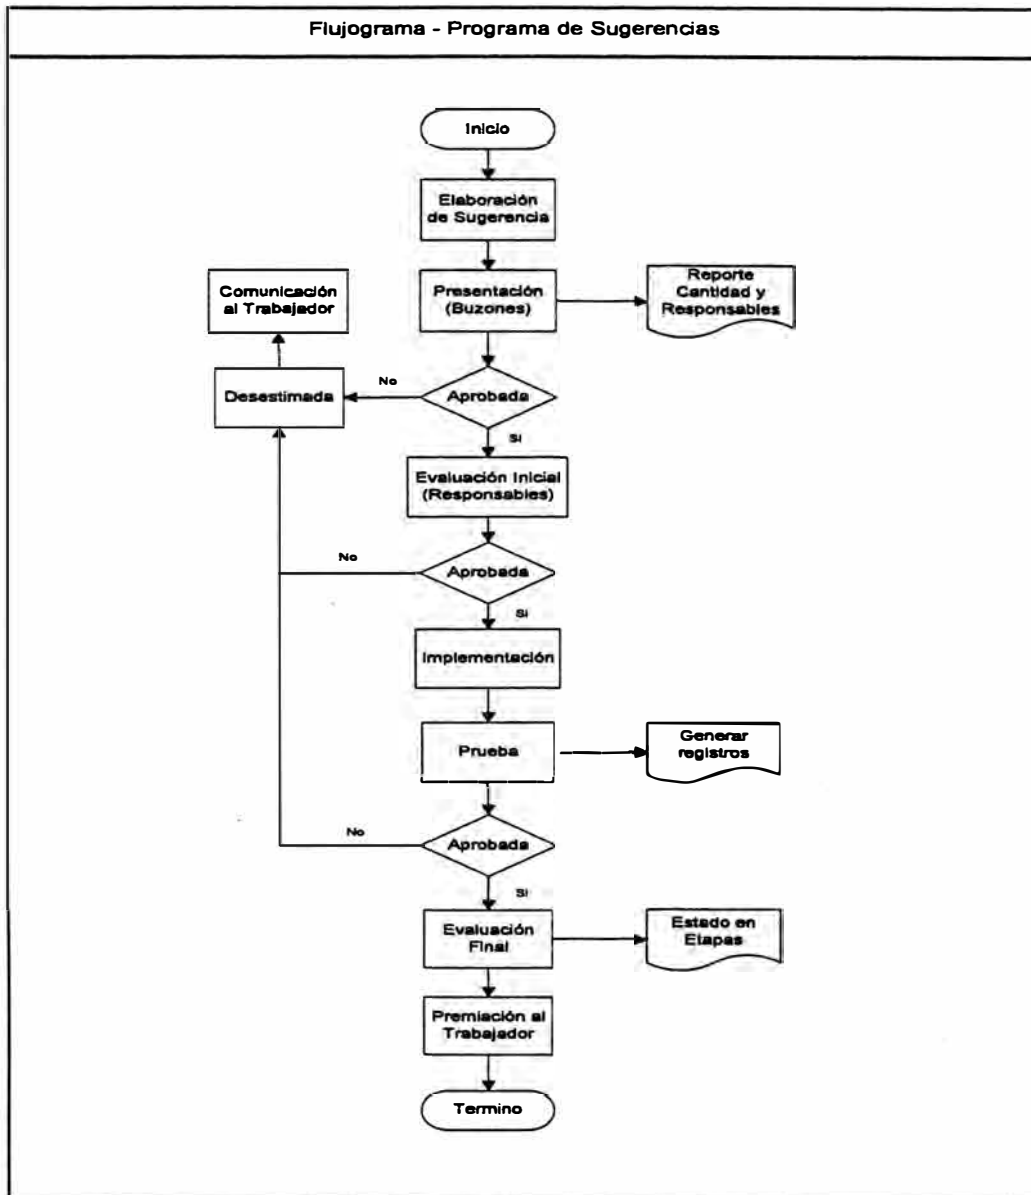 Flujograma - Programa de Sugerencias
Inicio
Elaboración
de Sugerencia
Presentación
(Buzones)
Reporte
Cantidad y
Responsables
Comunicación
al Trabajador
Desestimada
No
Aprobada
Si
Evaluación Inicial
(Responsables)
No
Aprobada
Si
Implementación
Prueba
Generar
registros
No
Aprobada
Si
Evaluación
Final
Estado en
Etapas
Premiación al
Trabajador
Termino